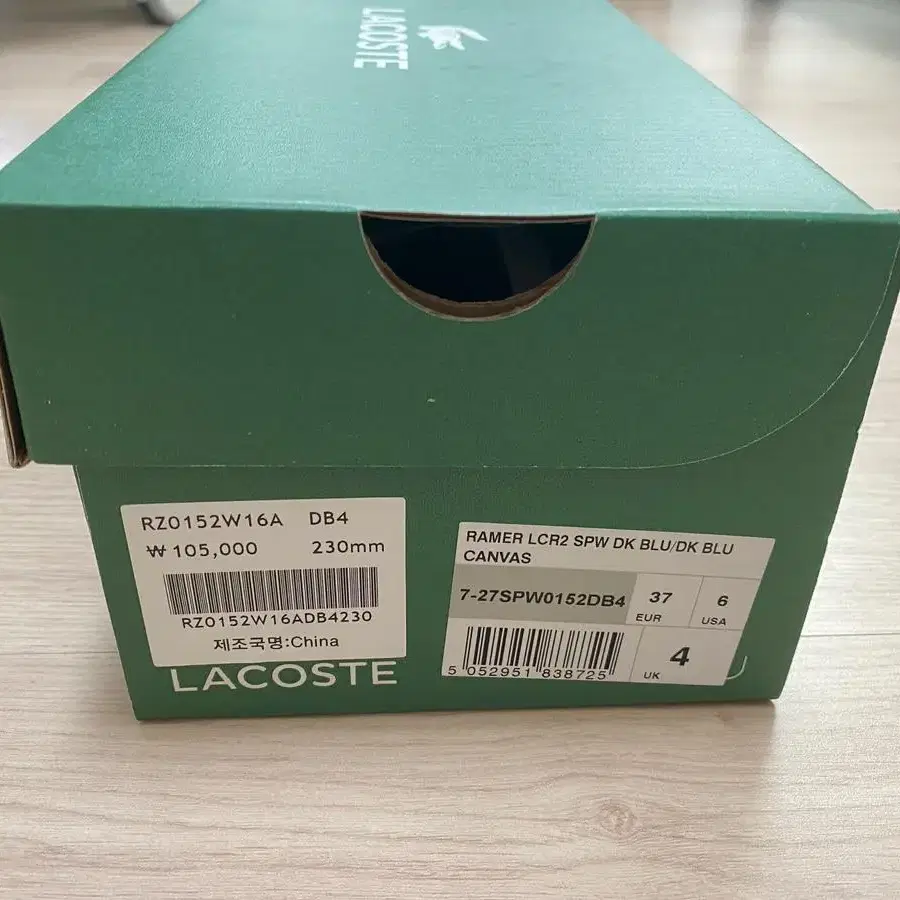 LACOSTE
RZ0152W16A DB4
₩ 105,000 230mm
RZ0152W16ADB4230
제조국명:China
LACOSTE
RAMER LCR2 SPW DK BLU/DK BLU
CANVAS
7-27SPW0152DB4
37
EUR
6
USA
5 052951 838725
4
UK